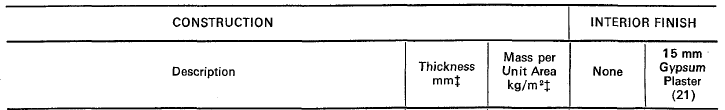 CONSTRUCTION
INTERIOR FINISH
Description
Thickness
mm‡
Mass per
Unit Area
kg/m²‡
None
15 mm
Gypsum
Plaster
(21)